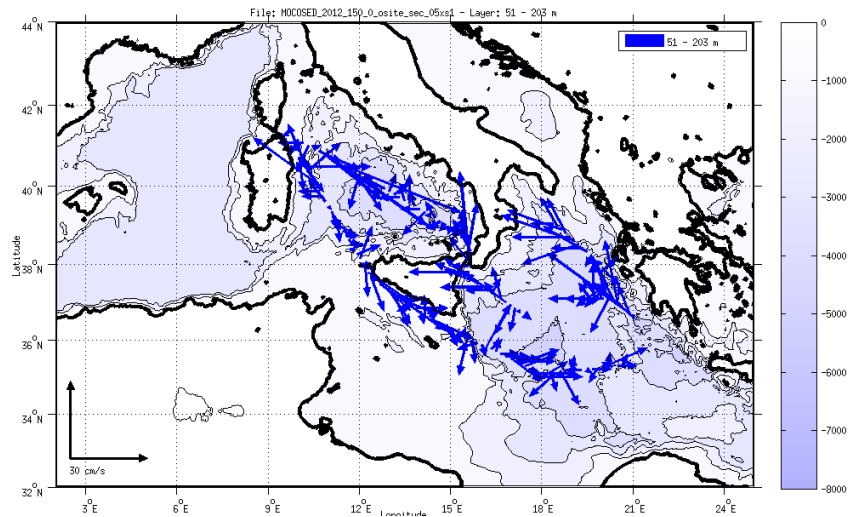 File: MOCOSED_2012_150_0_osite_sec_05xs1 - Layer: 51 - 203 m
51 - 203 m
44°N
42°N
40°N
38°N
36°N
34°N
32°N
Latitude
30 cm/s
3°E
6°E
9°E
12°E
15°E
18°E
21°E
24°E
Longitude
0
-1000
-2000
-3000
-4000
-5000
-6000
-7000
-8000